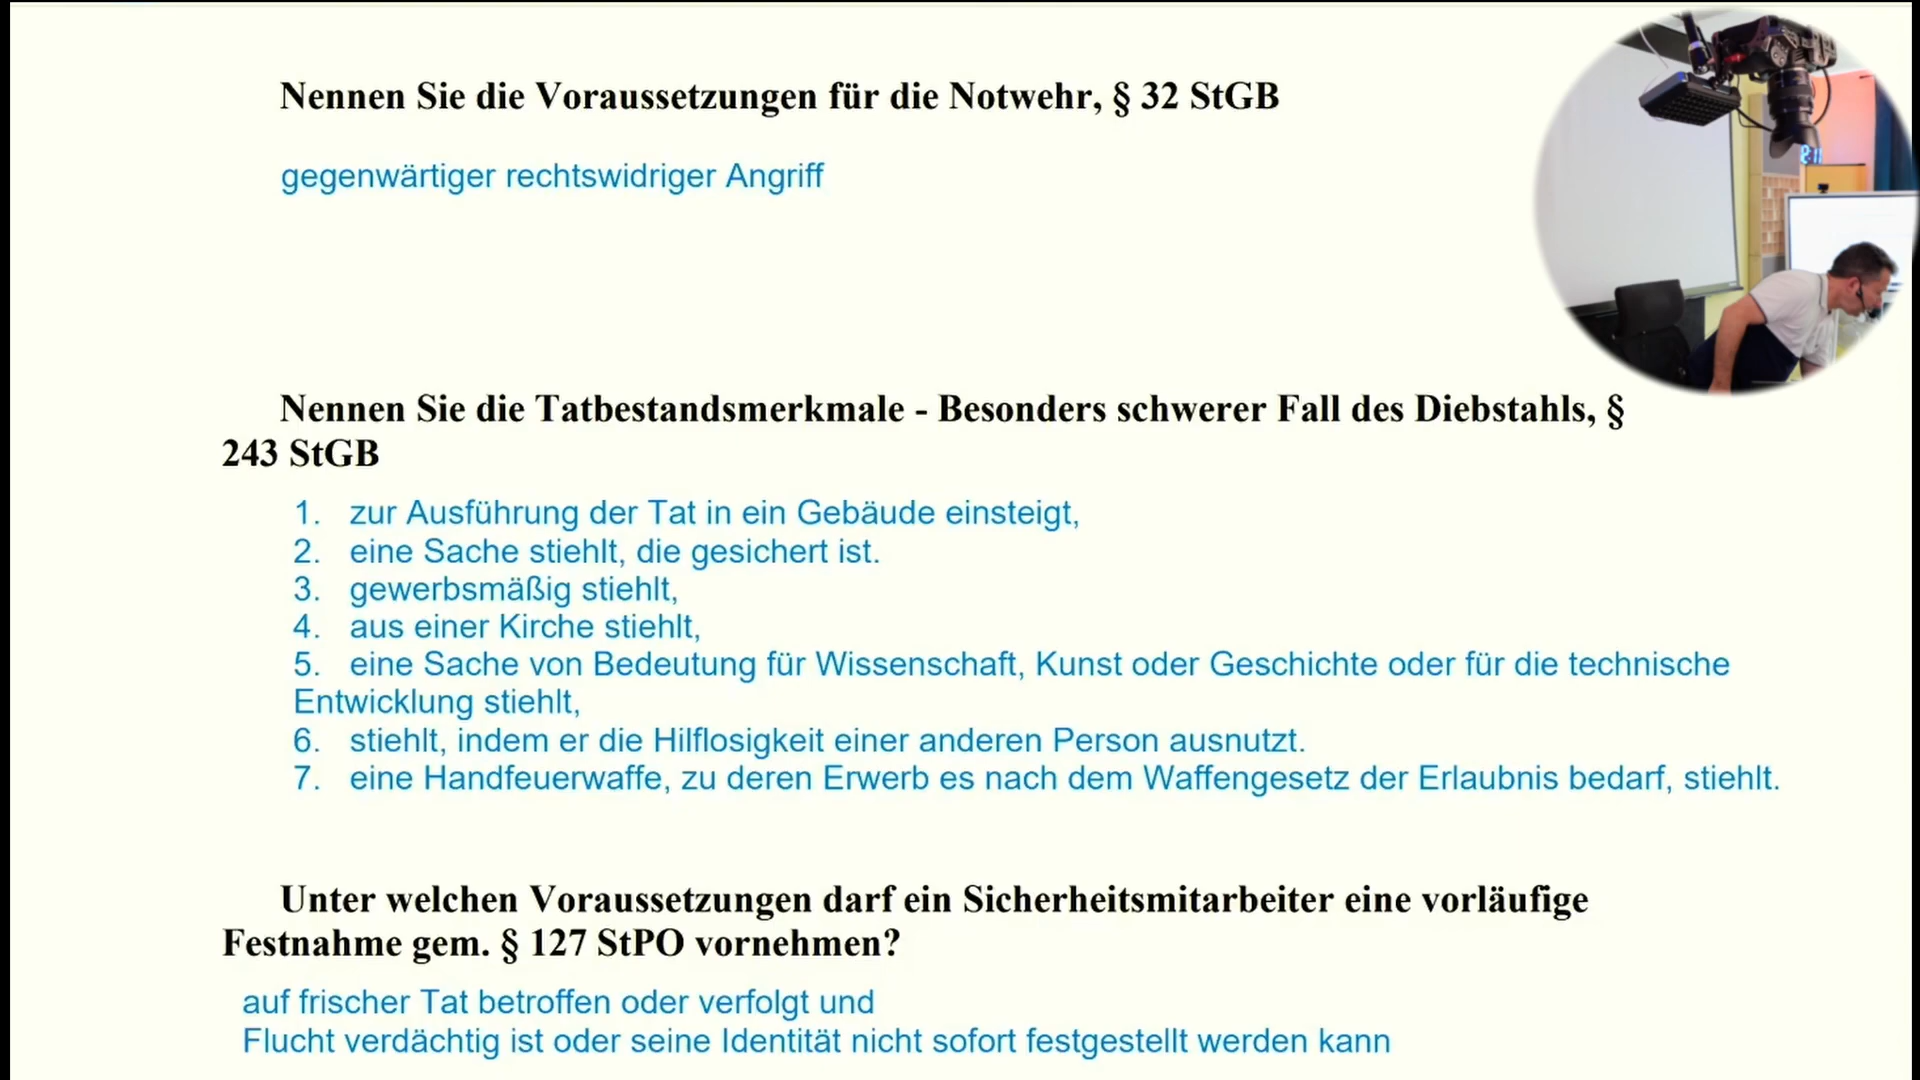 Nennen Sie die Voraussetzungen für die Notwehr, § 32 StGB
gegenwärtiger rechtswidriger Angriff
Nennen Sie die Tatbestandsmerkmale - Besonders schwerer Fall des Diebstahls, §
243 StGB
1. zur Ausführung der Tat in ein Gebäude einsteigt,
2. eine Sache stiehlt, die gesichert ist.
3. gewerbsmäßig stiehlt,
4. aus einer Kirche stiehlt,
5. eine Sache von Bedeutung für Wissenschaft, Kunst oder Geschichte oder für die technische
Entwicklung stiehlt,
6. stiehlt, indem er die Hilflosigkeit einer anderen Person ausnutzt.
7. eine Handfeuerwaffe, zu deren Erwerb es nach dem Waffengesetz der Erlaubnis bedarf, stiehlt.
Unter welchen Voraussetzungen darf ein Sicherheitsmitarbeiter eine vorläufige
Festnahme gem. § 127 StPO vornehmen?
auf frischer Tat betroffen oder verfolgt und
Flucht verdächtig ist oder seine Identität nicht sofort festgestellt werden kann